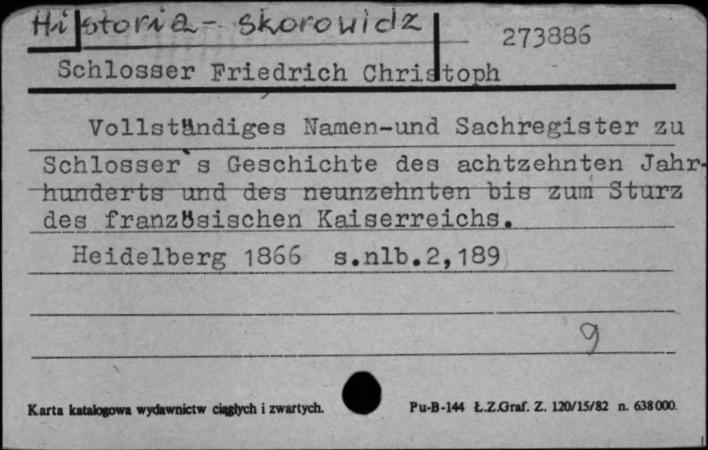 Historia - skorowidz
273886
Schlosser Friedrich Christoph
Vollständiges Namen-und Sachregister zu
Schlosser`s Geschichte des achtzehnten Jahr-
hunderts und des neunzehnten bis zum Sturz
des französischen Kaiserreichs.
Heidelberg 1866 s.nlb.2,189
9
Karta katalogowa wydawnictw ciągłych i zwartych.
Pu-B-144 Ł.Z.Graf. Z. 120/15/82 n. 638000.